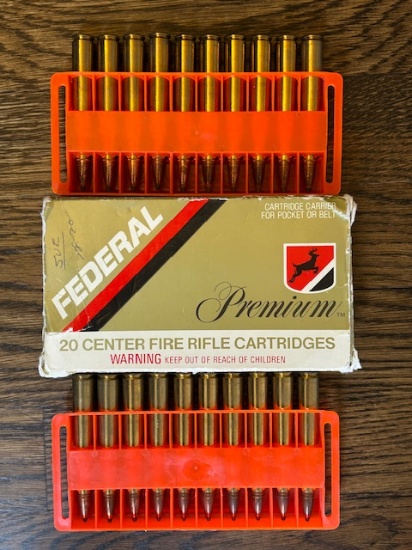 FEDERAL
CARTRIDGE CARRIER
FOR POCKET OR BELT
Premium™
20 CENTER FIRE RIFLE CARTRIDGES
WARNING KEEP OUT OF REACH OF CHILDREN